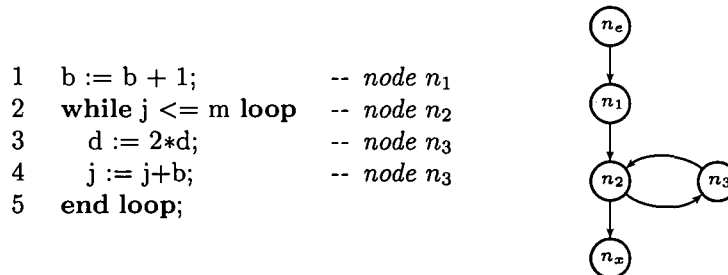 1 b := b + 1; -- node n1
2 while j <= m loop -- node n2
3 d := 2*d; -- node n3
4 j := j+b; -- node n3
5 end loop;
ne
n1
n2
n3
nx